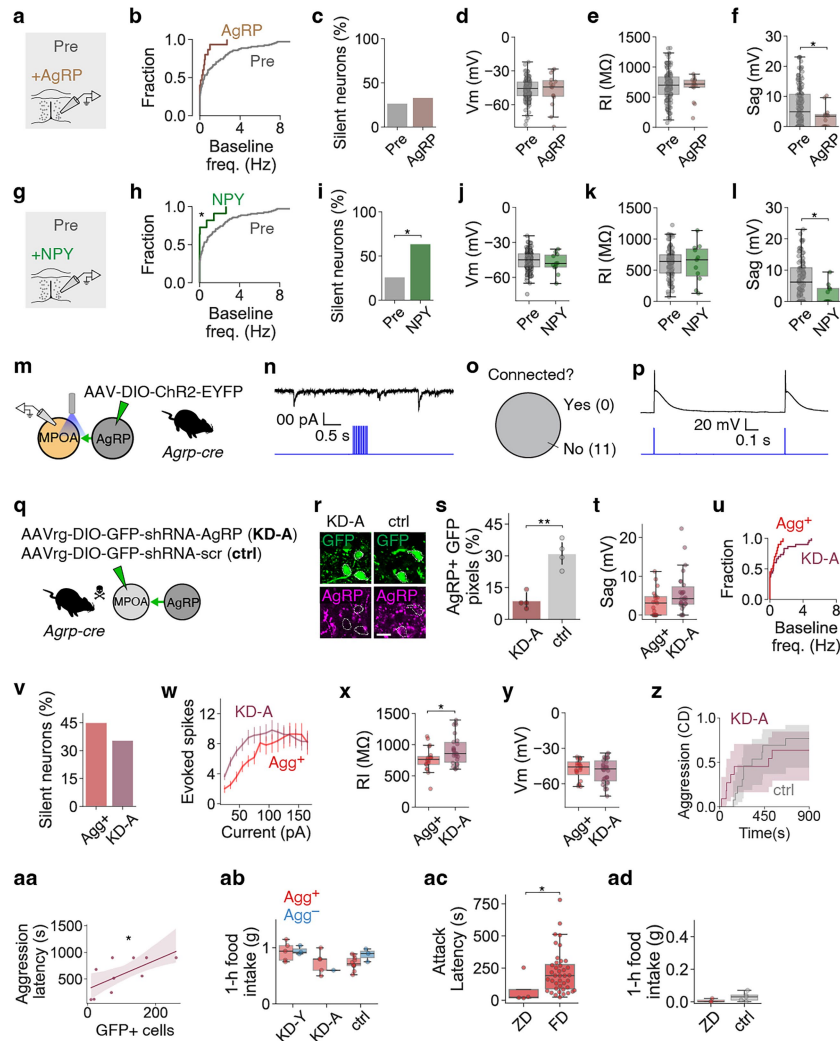 a
Pre
+AgRP
b
Fraction
1.0
0.5
0
AgRP
Pre
0 4 8
Baseline
freq. (Hz)
c
Silent neurons (%)
100
50
0
Pre
AgRP
d
Vm (mV)
0
−30
−60
Pre
AgRP
e
RI (MΩ)
1500
1000
500
0
Pre
AgRP
f
Sag (mV)
30
20
10
0
*
Pre
AgRP
g
Pre
+NPY
h
Fraction
1.0
0.5
0
NPY
*
Pre
0 4 8
Baseline
freq. (Hz)
i
Silent neurons (%)
100
50
0
*
Pre
NPY
j
Vm (mV)
0
−30
−60
Pre
NPY
k
RI (MΩ)
1500
1000
500
0
Pre
NPY
l
Sag (mV)
30
20
10
0
*
Pre
NPY
m
AAV-DIO-ChR2-EYFP
MPOA
AgRP
Agrp-cre
n
00 pA
0.5 s
o
Connected?
Yes (0)
No (11)
p
20 mV
0.1 s
q
AAVrg-DIO-GFP-shRNA-AgRP (KD-A)
AAVrg-DIO-GFP-shRNA-scr (ctrl)
MPOA
AgRP
Agrp-cre
r
KD-A ctrl
GFP GFP
AgRP AgRP
s
AgRP+ GFP
pixels (%)
45
30
15
0
**
KD-A
ctrl
t
Sag (mV)
20
10
0
Agg+
KD-A
u
Fraction
1.0
0.5
0
Agg+
KD-A
0 4 8
Baseline
freq. (Hz)
v
Silent neurons (%)
45
30
15
0
Agg+
KD-A
w
Evoked spikes
12
8
4
0
KD-A
Agg+
50 100 150
Current (pA)
x
RI (MΩ)
1500
1000
500
0
*
Agg+
KD-A
y
Vm (mV)
0
−30
−60
Agg+
KD-A
z
Aggression (CD)
1.0
0.5
0.0
KD-A
ctrl
0 450 900
Time(s)
aa
Aggression
latency (s)
1500
1000
500
*
0 200
GFP+ cells
ab
Agg+
Agg−
1-h food
intake (g)
1
0
KD-Y
KD-A
ctrl
ac
Attack
Latency (s)
750
500
250
0
*
ZD
FD
ad
1-h food
intake (g)
0.4
0.2
0.0
ZD
ctrl